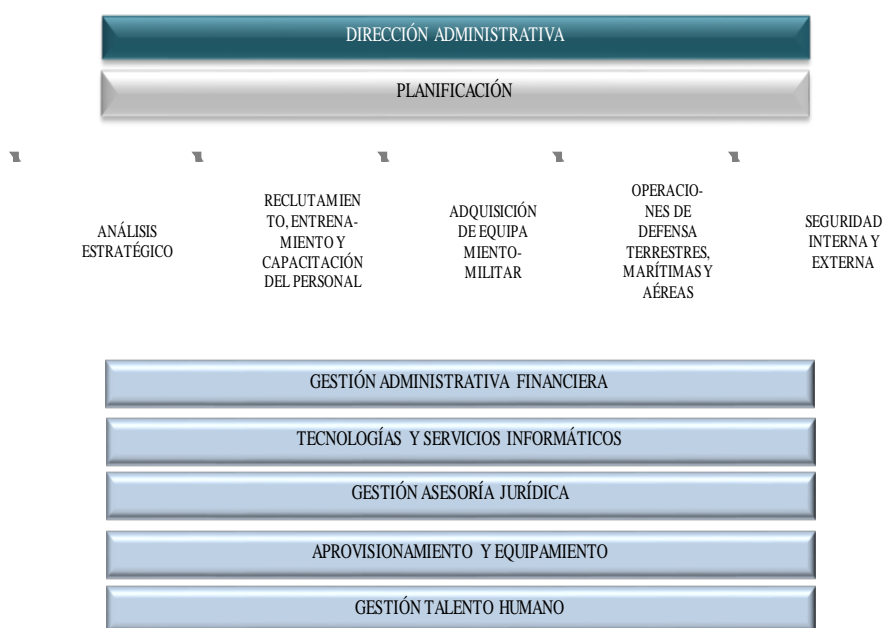 DIRECCIÓN ADMINISTRATIVA
PLANIFICACIÓN
ANÁLISIS
ESTRATÉGICO
RECLUTAMIEN
TO, ENTRENA-
MIENTO Y
CAPACITACIÓN
DEL PERSONAL
ADQUISICIÓN
DE EQUIPA
MIENTO-
MILITAR
OPERACIO-
NES DE
DEFENSA
TERRESTRES,
MARÍTIMAS Y
AÉREAS
SEGURIDAD
INTERNA Y
EXTERNA
GESTIÓN ADMINISTRATIVA FINANCIERA
TECNOLOGÍAS Y SERVICIOS INFORMÁTICOS
GESTIÓN ASESORÍA JURÍDICA
APROVISIONAMIENTO Y EQUIPAMIENTO
GESTIÓN TALENTO HUMANO